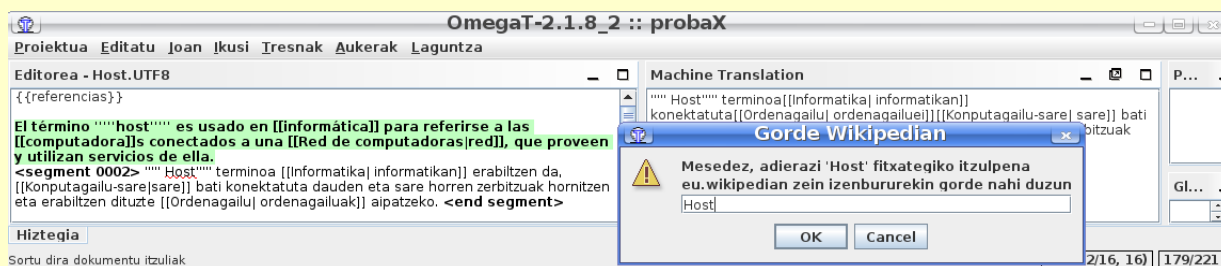 OmegaT-2.1.8_2 :: probaX
Proiektua Editatu Joan Ikusi Tresnak Aukerak Laguntza
Editorea - Host.UTF8
{{referencias}}
El término '''''host''''' es usado en [[informática]] para referirse a las
[[computadora]]s conectados a una [[Red de computadoras|red]], que proveen
y utilizan servicios de ella.
<segment 0002> ''''' Host''''' terminoa [[Informatika| informatikan]] erabiltzen da,
[[Konputagailu-sare|sare]] bati konektatuta dauden eta sare horren zerbitzuak hornitzen
eta erabiltzen dituzte [[Ordenagailu| ordenagailuak]] aipatzeko. <end segment>
Machine Translation
''''' Host''''' terminoa[[Informatika| informatikan]]
konektatuta[[Ordenagailu| ordenagailuei]][[Konputagailu-sare| sare]] bati
bitzuak
P...
Gl...
Gorde Wikipedian
Mesedez, adierazi 'Host' fitxategiko itzulpena
eu.wikipedian zein izenbururekin gorde nahi duzun
Host
OK Cancel
Hiztegia
Sortu dira dokumentu itzuliak
2/16, 16) 179/221